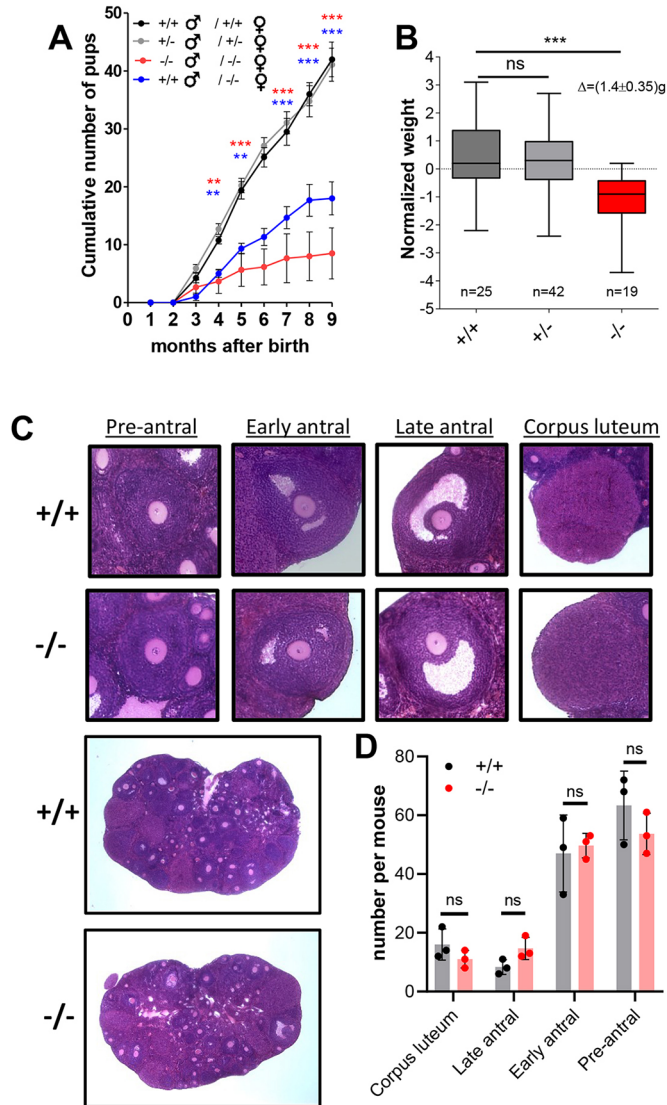 A
Cumulative number of pups
50
40
30
20
10
0
+/+ ♂ / +/+ ♀
+/- ♂ / +/- ♀
-/- ♂ / -/- ♀
+/+ ♂ / -/- ♀
**
**
***
**
***
***
***
***
***
***
0 1 2 3 4 5 6 7 8 9
months after birth
B
Normalized weight
4
3
2
1
0
-1
-2
-3
-4
-5
***
ns
Δ=(1.4±0.35)g
n=25 n=42 n=19
+/+ +/- -/-
C
Pre-antral Early antral Late antral Corpus luteum
+/+
-/-
+/+
-/-
D
number per mouse
80
60
40
20
0
+/+
-/-
ns ns ns ns
Corpus luteum Late antral Early antral Pre-antral